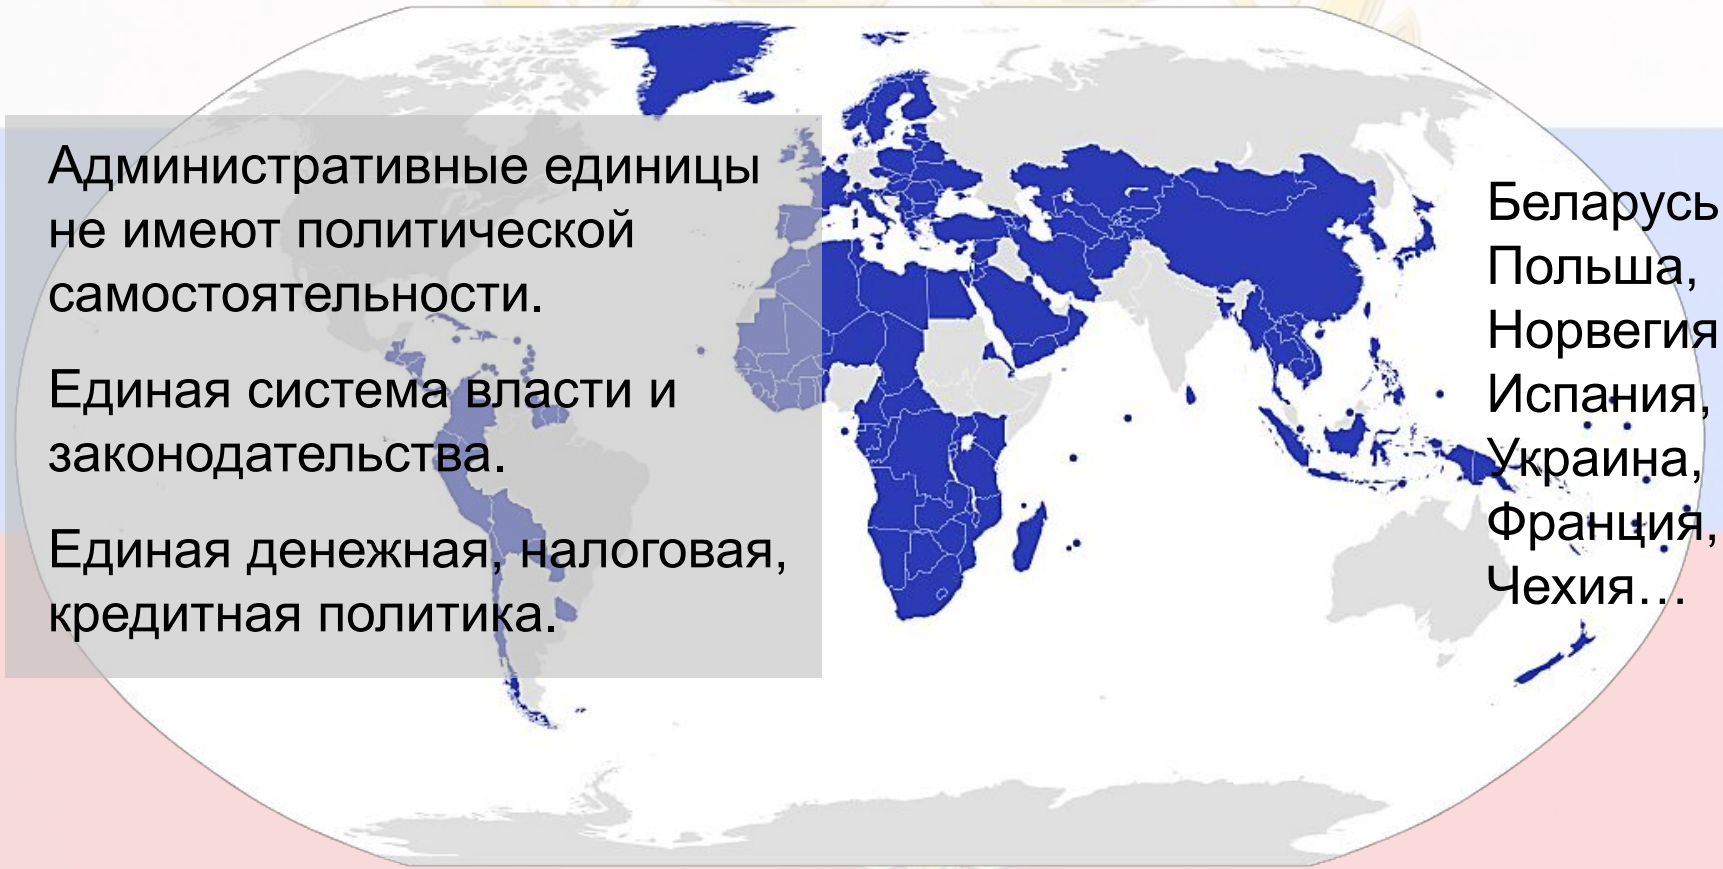 Административные единицы
не имеют политической
самостоятельности.
Единая система власти и
законодательства.
Единая денежная, налоговая,
кредитная политика.
Беларусь
Польша,
Норвегия
Испания,
Украина,
Франция,
Чехия…